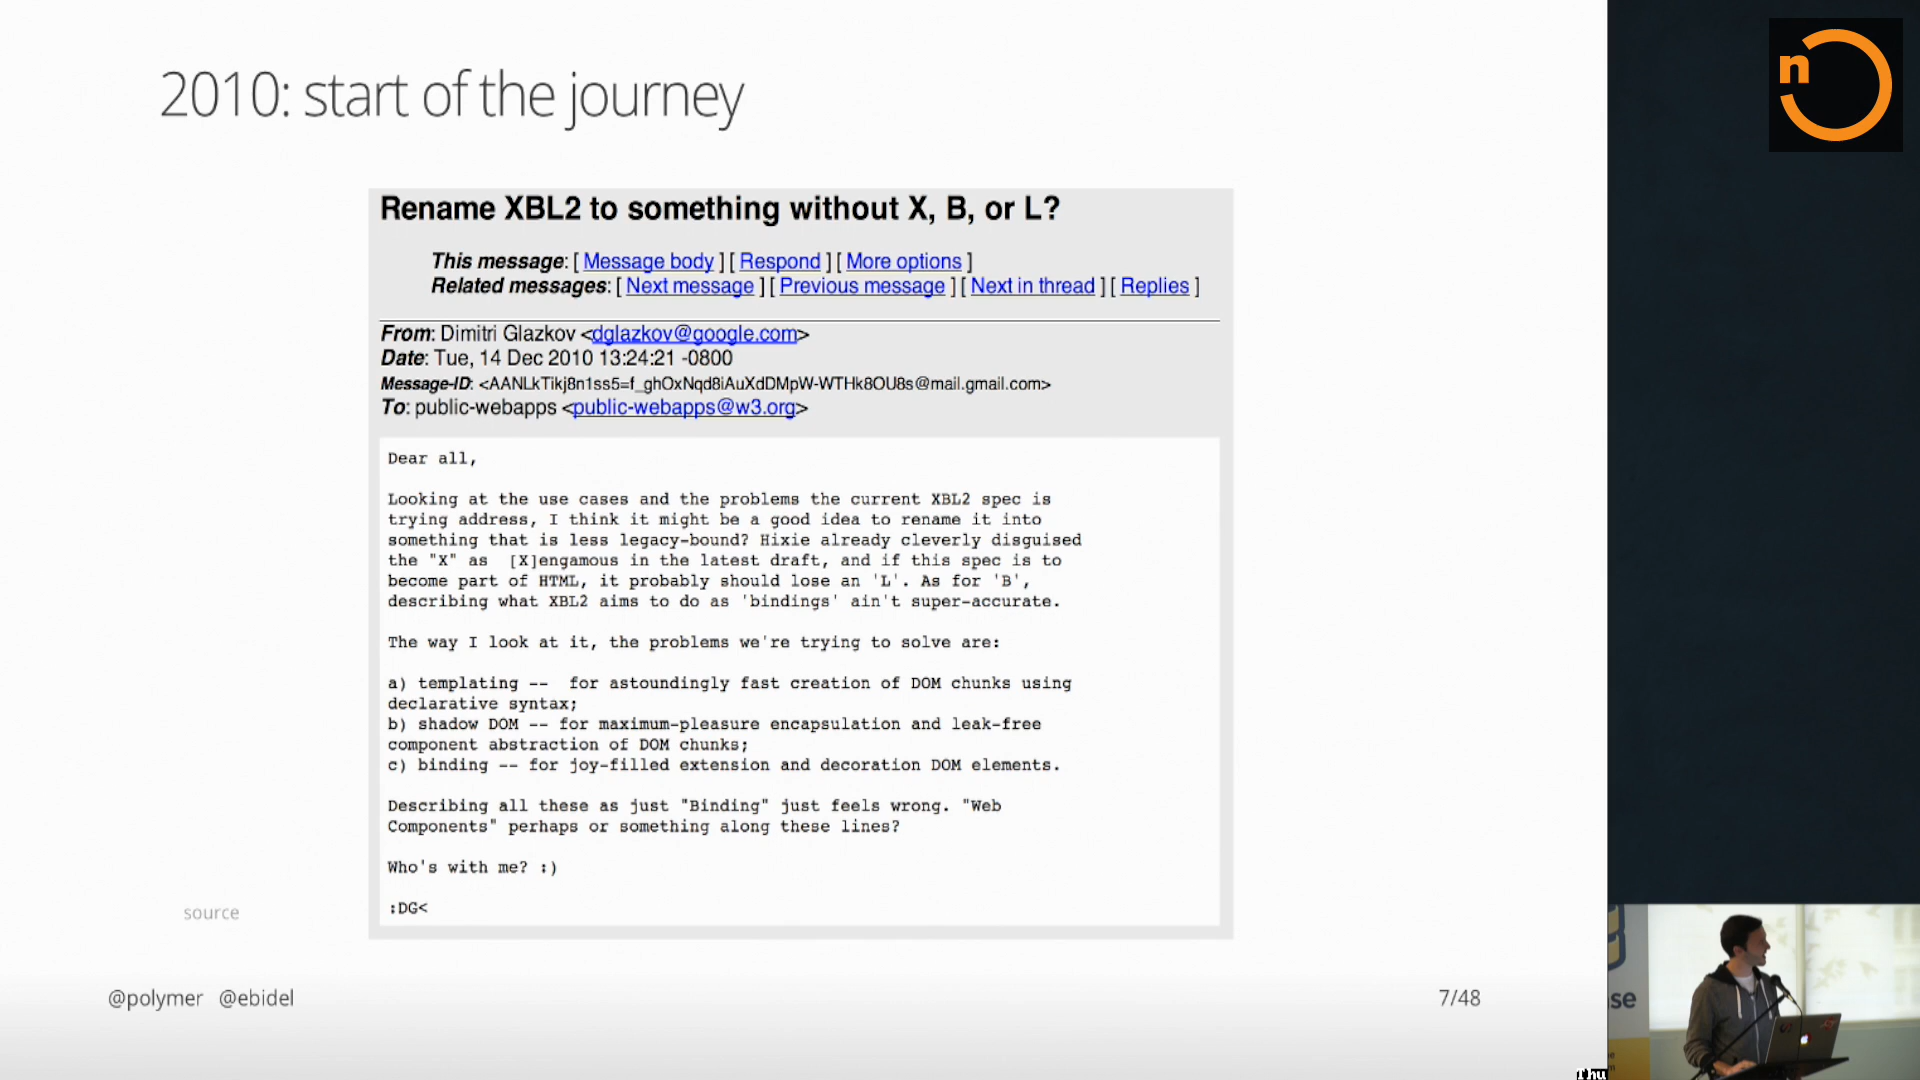 2010: start of the journey
n
Rename XBL2 to something without X, B, or L?
This message: [ Message body ] [ Respond ] [ More options ]
Related messages: [ Next message ] [ Previous message ] [ Next in thread ] [ Replies ]
From: Dimitri Glazkov <dglazkov@google.com>
Date: Tue, 14 Dec 2010 13:24:21 -0800
Message-ID: <AANLkTikj8n1ss5=f_ghOxNqd8iAuXdDMpW-WTHk8OU8s@mail.gmail.com>
To: public-webapps <public-webapps@w3.org>
Dear all,
Looking at the use cases and the problems the current XBL2 spec is
trying address, I think it might be a good idea to rename it into
something that is less legacy-bound? Hixie already cleverly disguised
the "X" as  [X]engamous in the latest draft, and if this spec is to
become part of HTML, it probably should lose an 'L'. As for 'B',
describing what XBL2 aims to do as 'bindings' ain't super-accurate.
The way I look at it, the problems we're trying to solve are:
a) templating --  for astoundingly fast creation of DOM chunks using
declarative syntax;
b) shadow DOM -- for maximum-pleasure encapsulation and leak-free
component abstraction of DOM chunks;
c) binding -- for joy-filled extension and decoration DOM elements.
Describing all these as just "Binding" just feels wrong. "Web
Components" perhaps or something along these lines?
Who's with me? :)
:DG<
source
@polymer @ebidel
7/48
se
Thu